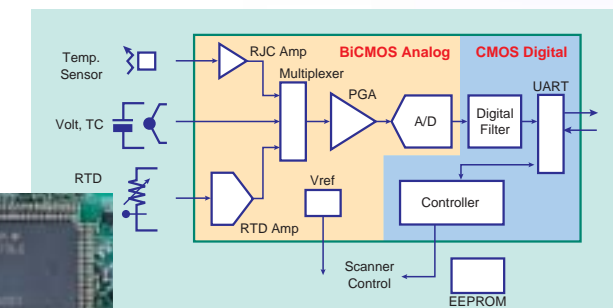 RJC Amp
BiCMOS Analog
CMOS Digital
Temp.
Sensor
Multiplexer
UART
PGA
Volt, TC
A/D
Digital
Filter
RTD
Vref
Controller
RTD Amp
Scanner
Control
EEPROM